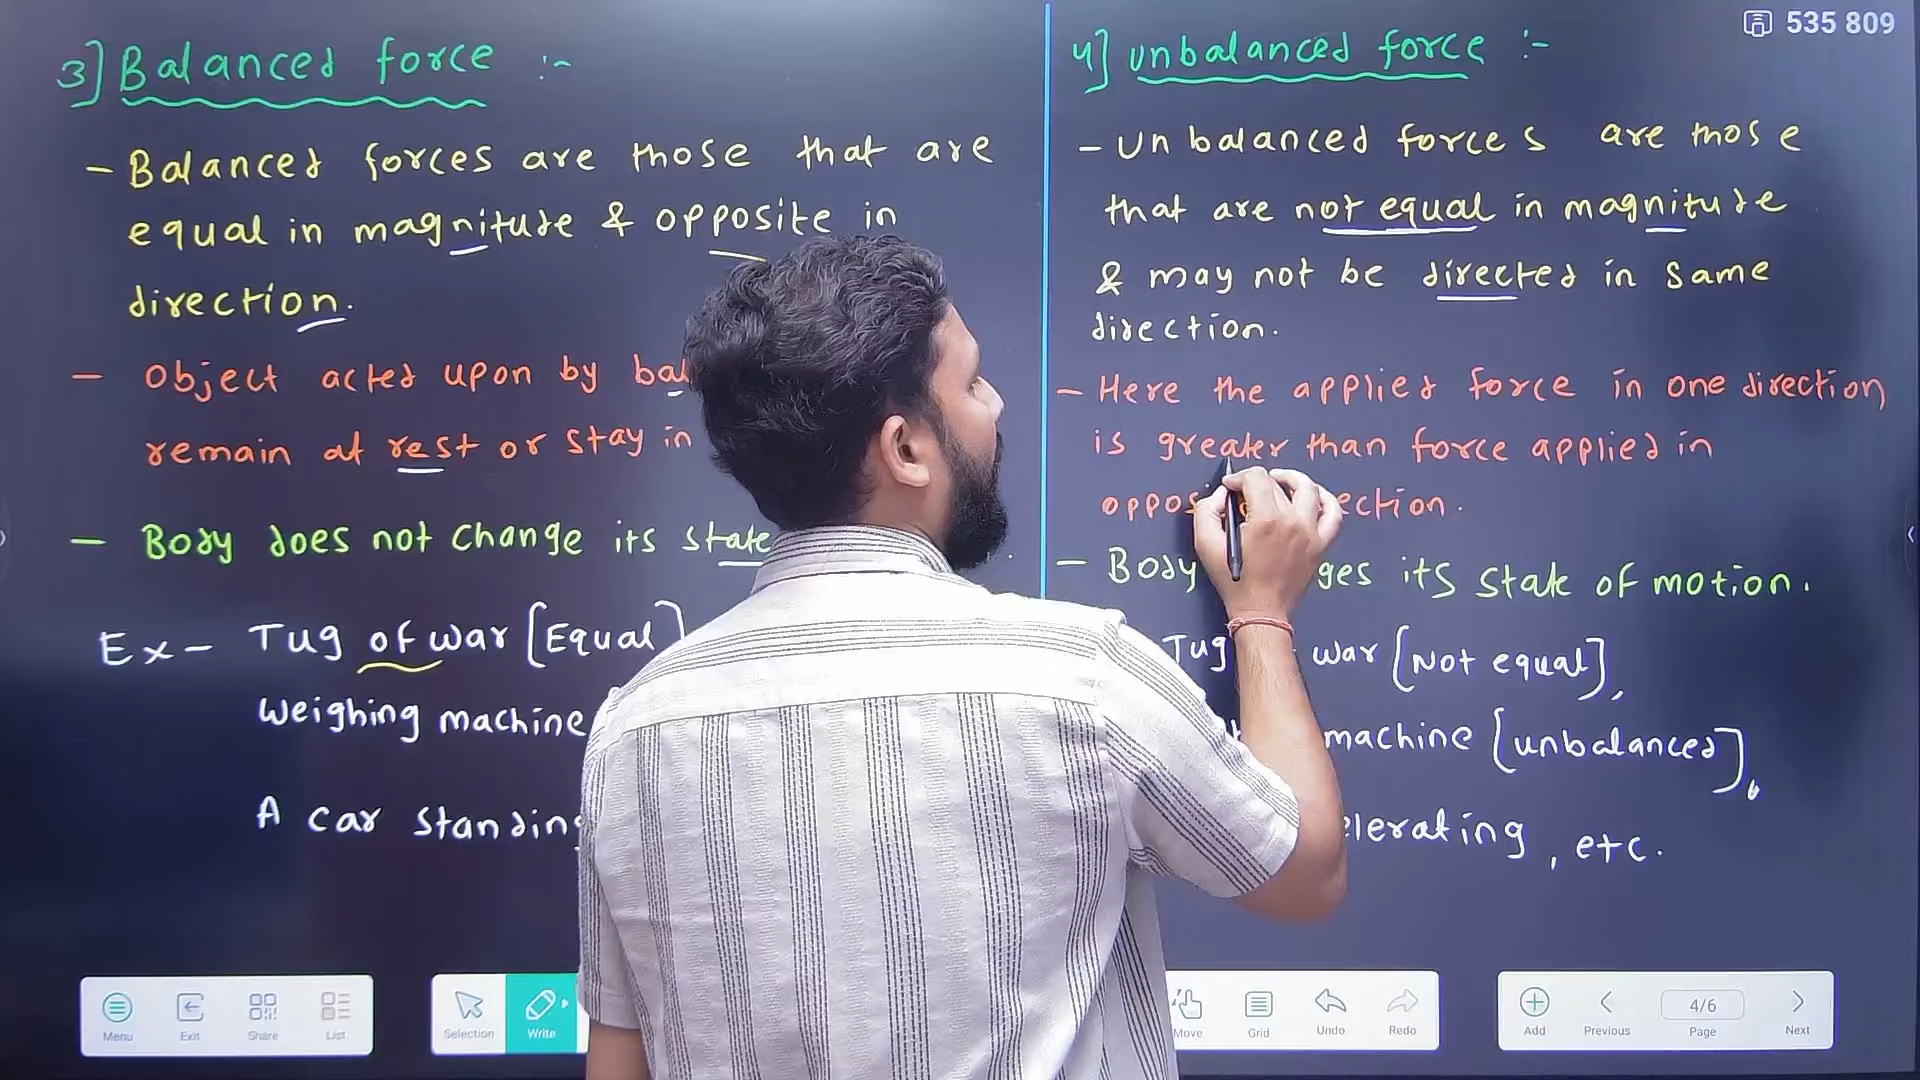 3] Balanced force :-
- Balanced forces are those that are
equal in magnitude & opposite in
direction.
- Object acted upon by bal
remain at rest or stay in
- Body does not change its state
Ex- Tug of war [Equal]
Weighing machine
A car standing
4] unbalanced force :-
- Unbalanced forces are those
that are not equal in magnitude
& may not be directed in same
direction.
- Here the applied force in one direction
is greater than force applied in
ection.
- Body ges its state of motion.
Tug war [Not equal],
machine [unbalanced],
elerating, etc.
535 809
Menu Exit Share List
Selection Write
Move Grid Undo Redo
Add Previous 4/6 Page Next